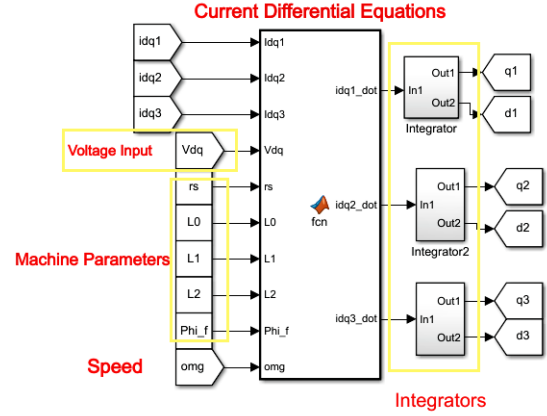 Current Differential Equations
idq1
Idq1
idq2
Idq2
idq3
Idq3
Voltage Input
Vdq
Vdq
Machine Parameters
rs
rs
L0
L0
L1
L1
L2
L2
Phi_f
Phi_f
Speed
omg
omg
fcn
idq1_dot
In1
Out1
Out2
Integrator
q1
d1
idq2_dot
In1
Out1
Out2
Integrator2
q2
d2
idq3_dot
In1
Out1
Out2
q3
d3
Integrators